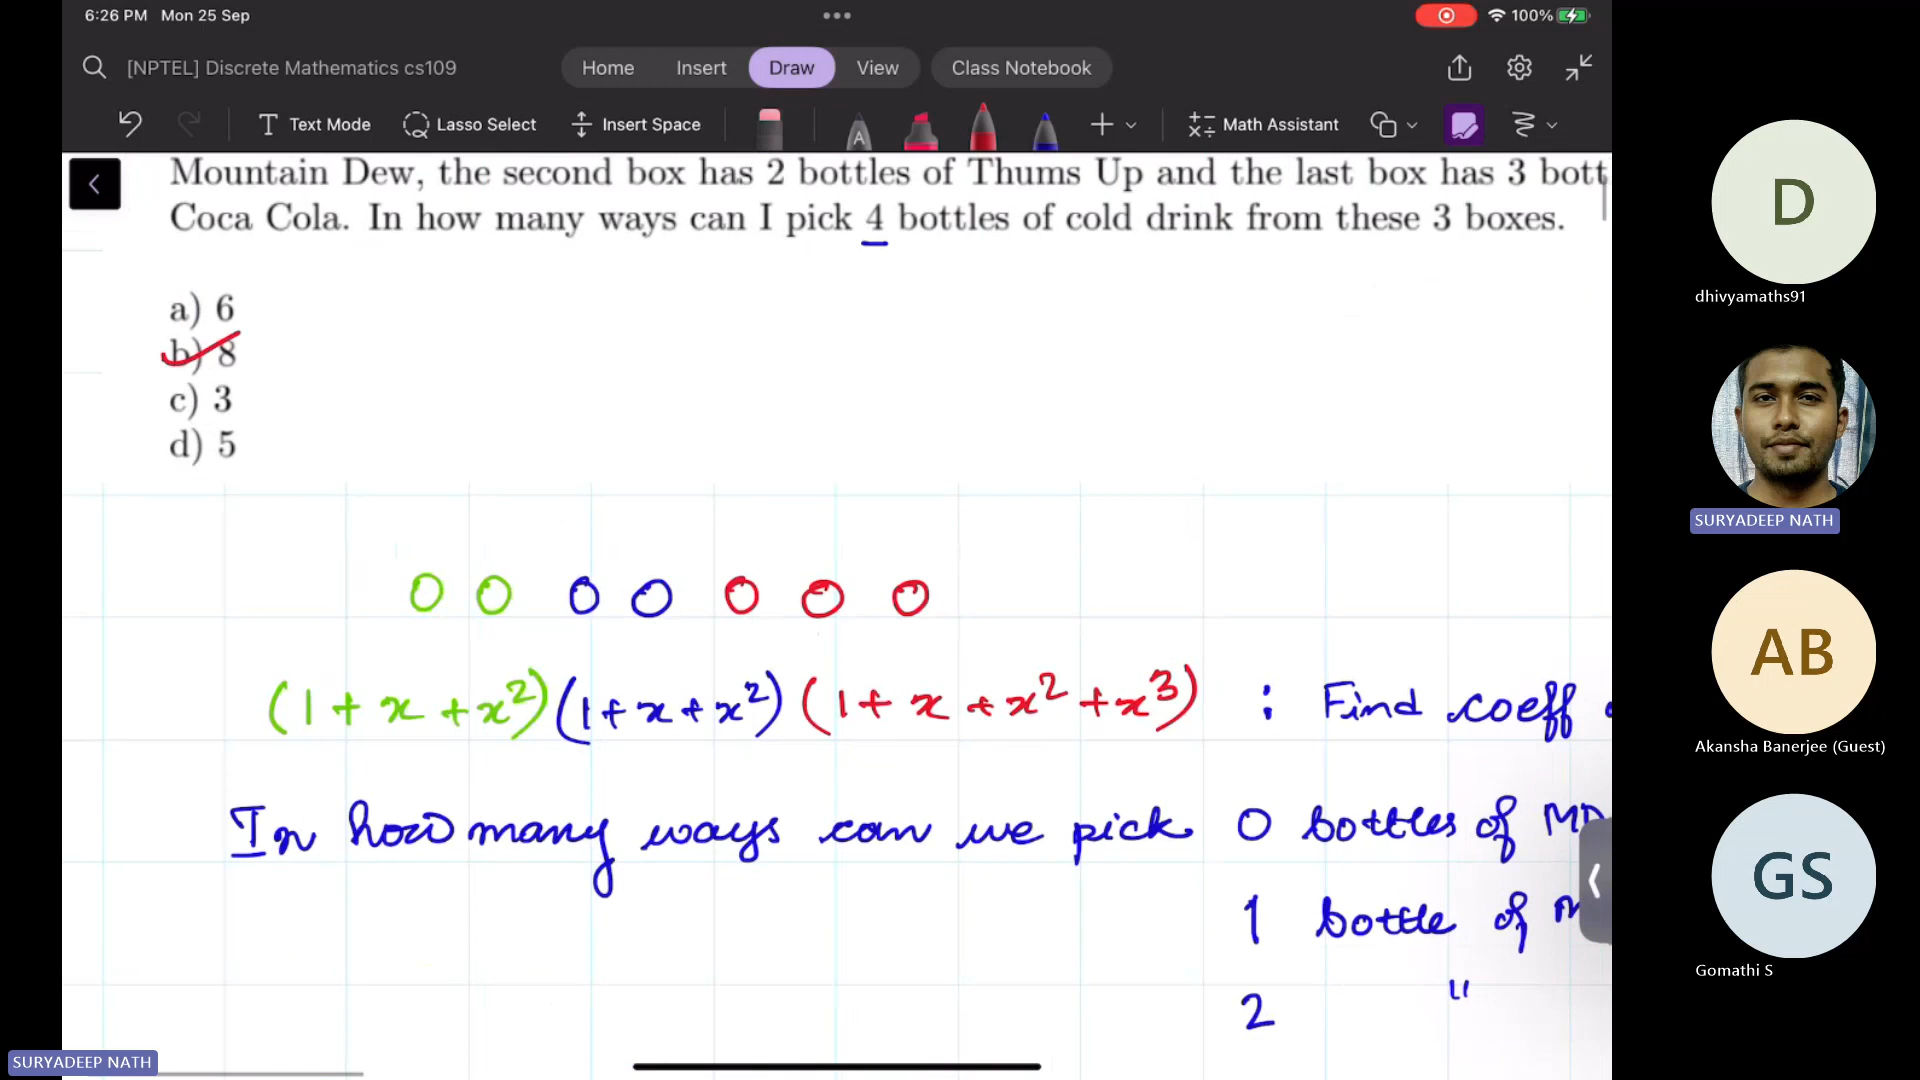 6:26 PM Mon 25 Sep
100%
[NPTEL] Discrete Mathematics cs109
Home Insert Draw View Class Notebook
Text Mode Lasso Select Insert Space A Math Assistant
Mountain Dew, the second box has 2 bottles of Thums Up and the last box has 3 bott
Coca Cola. In how many ways can I pick 4 bottles of cold drink from these 3 boxes.
a) 6
b) 8
c) 3
d) 5
(1 + x + x²) (1 + x + x²) (1 + x + x² + x³) : Find coeff
In how many ways can we pick 0 bottles of MD
1 bottle of
2 "
D
dhivyamaths91
SURYADEEP NATH
AB
Akansha Banerjee (Guest)
GS
Gomathi S
SURYADEEP NATH